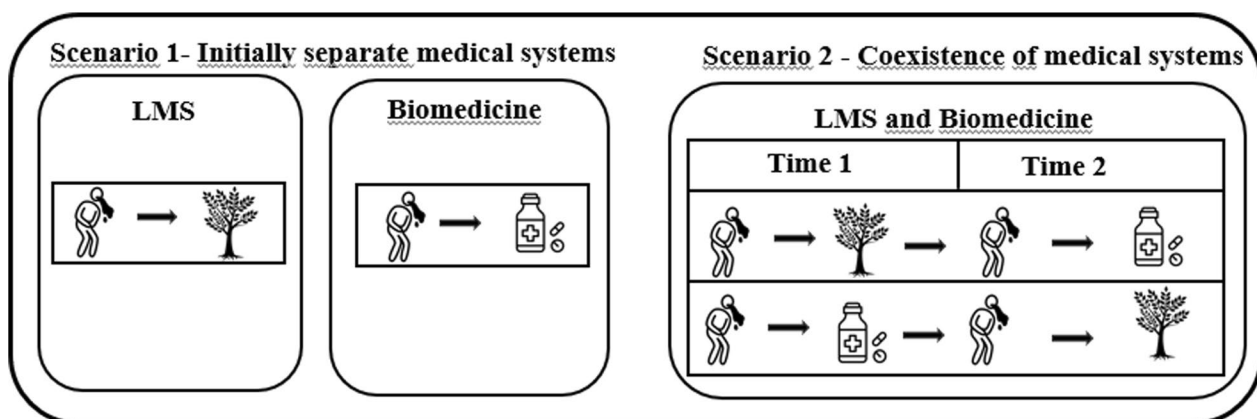 Scenario 1- Initially separate medical systems
LMS
Biomedicine
Scenario 2 - Coexistence of medical systems
LMS and Biomedicine
Time 1
Time 2